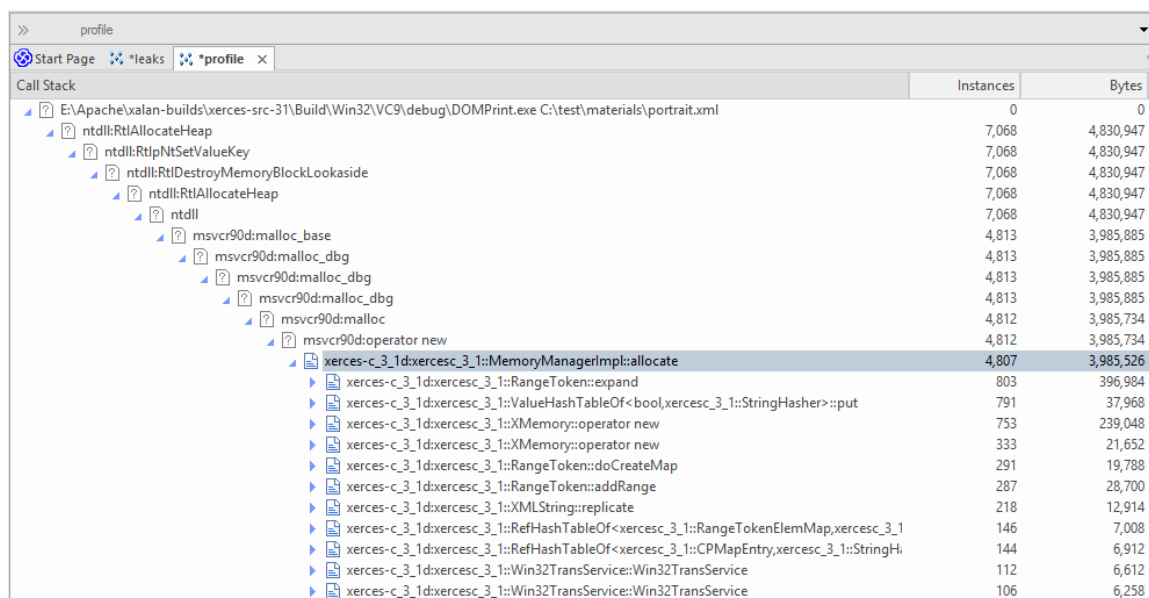 profile
Start Page *leaks *profile
Call Stack Instances Bytes
E:\Apache\xalan-builds\xerces-src-31\Build\Win32\VC9\debug\DOMPrint.exe C:\test\materials\portrait.xml 0 0
ntdll:RtlAllocateHeap 7,068 4,830,947
ntdll:RtlpNtSetValueKey 7,068 4,830,947
ntdll:RtlDestroyMemoryBlockLookaside 7,068 4,830,947
ntdll:RtlAllocateHeap 7,068 4,830,947
ntdll 7,068 4,830,947
msvcr90d:malloc_base 4,813 3,985,885
msvcr90d:malloc_dbg 4,813 3,985,885
msvcr90d:malloc_dbg 4,813 3,985,885
msvcr90d:malloc_dbg 4,813 3,985,885
msvcr90d:malloc 4,812 3,985,734
msvcr90d:operator new 4,812 3,985,734
xerces-c_3_1d:xercesc_3_1::MemoryManagerImpl::allocate 4,807 3,985,526
xerces-c_3_1d:xercesc_3_1::RangeToken::expand 803 396,984
xerces-c_3_1d:xercesc_3_1::ValueHashTableOf<bool,xercesc_3_1::StringHasher>::put 791 37,968
xerces-c_3_1d:xercesc_3_1::XMemory::operator new 753 239,048
xerces-c_3_1d:xercesc_3_1::XMemory::operator new 333 21,652
xerces-c_3_1d:xercesc_3_1::RangeToken::doCreateMap 291 19,788
xerces-c_3_1d:xercesc_3_1::RangeToken::addRange 287 28,700
xerces-c_3_1d:xercesc_3_1::XMLString::replicate 218 12,914
xerces-c_3_1d:xercesc_3_1::RefHashTableOf<xercesc_3_1::RangeTokenElemMap,xercesc_3_1 146 7,008
xerces-c_3_1d:xercesc_3_1::RefHashTableOf<xercesc_3_1::CPMapEntry,xercesc_3_1::StringH 144 6,912
xerces-c_3_1d:xercesc_3_1::Win32TransService::Win32TransService 112 6,612
xerces-c_3_1d:xercesc_3_1::Win32TransService::Win32TransService 106 6,258